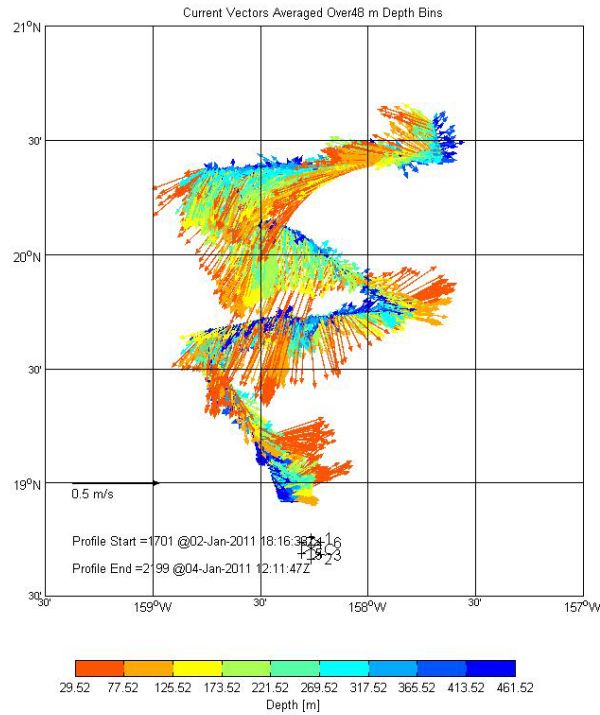 Current Vectors Averaged Over48 m Depth Bins
21°N
30'
20°N
30'
19°N
0.5 m/s
Profile Start =1701 @02-Jan-2011 18:16:
Profile End =2199 @04-Jan-2011 12:11:47Z
30'
30' 159°W 30' 158°W 30' 157°W
29.52 77.52 125.52 173.52 221.52 269.52 317.52 365.52 413.52 461.52
Depth [m]